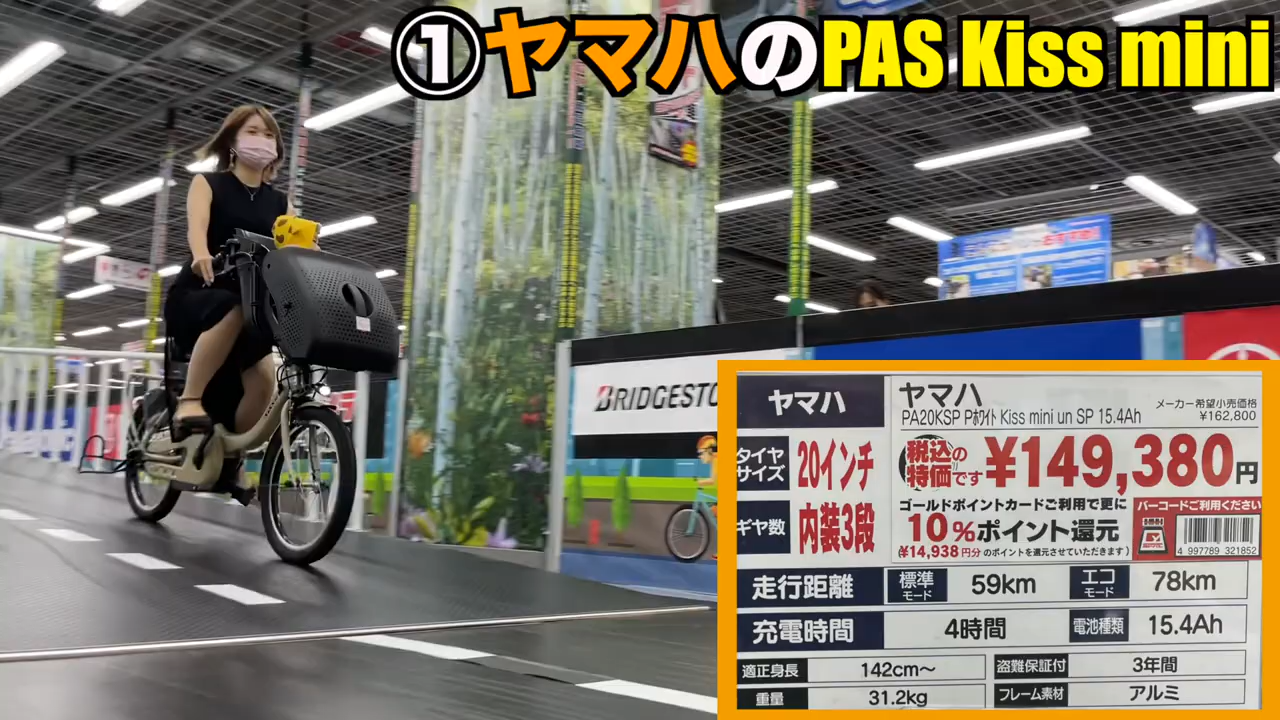 ①ヤマハのPAS Kiss mini
BRIDGESTO
ヤマハ
ヤマハ
PA20KSP Pホワイト Kiss mini un SP 15.4Ah
メーカー希望小売価格
¥162,800
タイヤサイズ
20インチ
税込の特価です
¥149,380円
ギヤ数
内装3段
ゴールドポイントカードご利用で更に
10%ポイント還元
(¥14,938円分のポイントを還元させていただきます)
バーコードご利用ください
4 997789 321852
走行距離 標準モード 59km エコモード 78km
充電時間 4時間 電池種類 15.4Ah
適正身長 142cm～ 盗難保証付 3年間
重量 31.2kg フレーム素材 アルミ